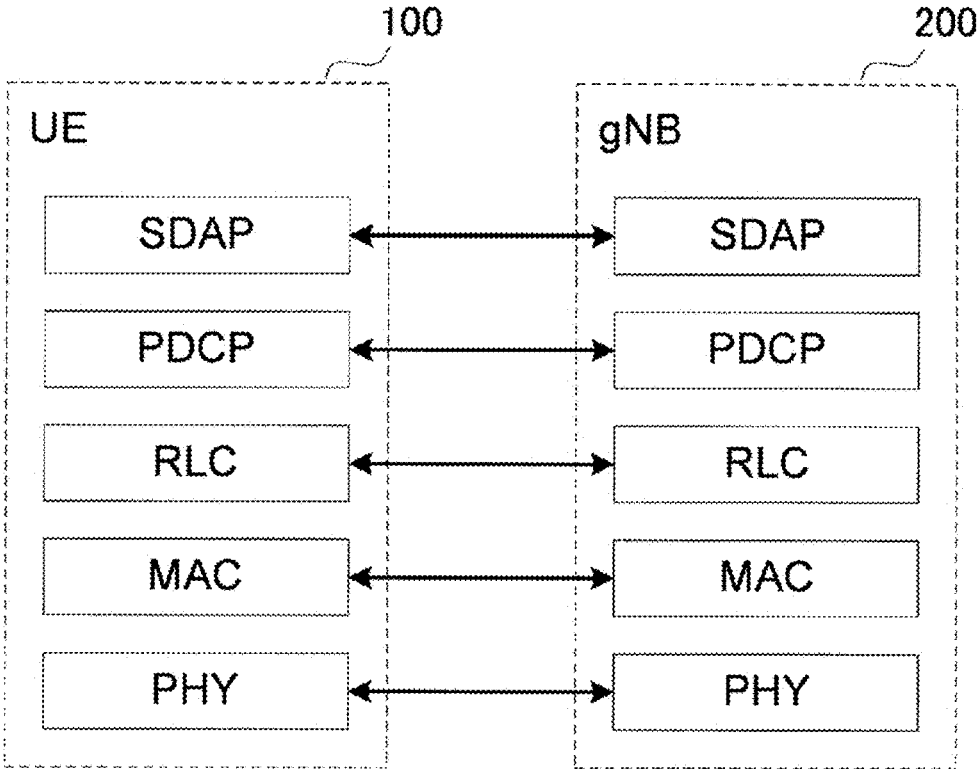 100
200
UE
gNB
SDAP
SDAP
PDCP
PDCP
RLC
RLC
MAC
MAC
PHY
PHY